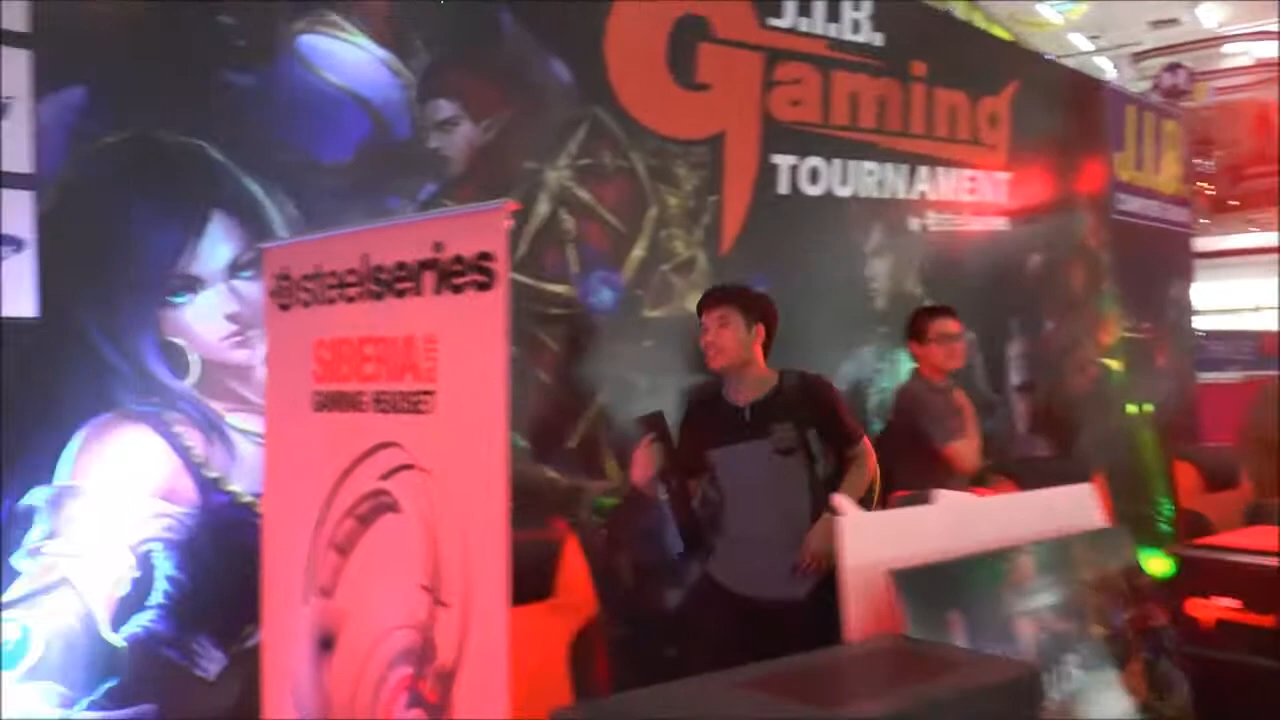 J.I.B.
Gaming
TOURNAMENT
steelseries
SIBERIA
GAMING HEADSET
J.I.B.